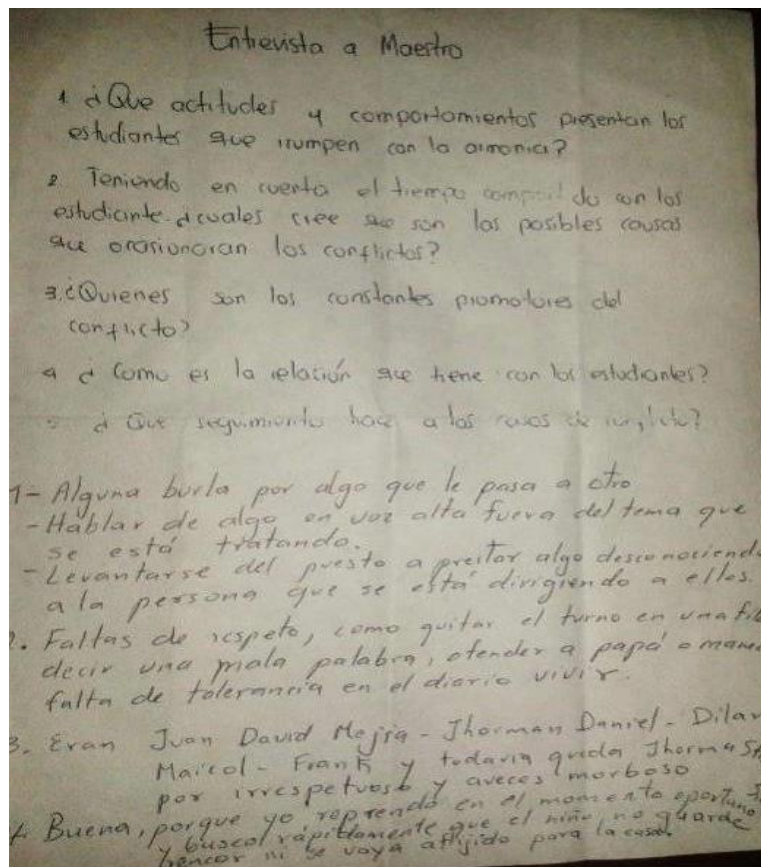 Entrevista a Maestro
1 ¿Que actitudes y comportamientos presentan los
estudiantes que irrumpen con la armonia?
2 Teniendo en cuenta el tiempo compartido con los
estudiante ¿cuales cree que son las posibles causas
que ocasionaran los conflictos?
3. ¿Quienes son los constantes promotores del
conflicto?
4 ¿Como es la relación que tiene con los estudiantes?
5 ¿Que seguimiento hace a los casos de conflicto?
1- Alguna burla por algo que le pasa a otro
- Hablar de algo en voz alta fuera del tema que
se está tratando.
- Levantarse del puesto a prestar algo desconociendo
a la persona que se está dirigiendo a ellos.
2. Faltas de respeto, como quitar el turno en una
decir una mala palabra, ofender a papá o
falta de tolerancia en el diario vivir.
3. Eran Juan David Mejia - Jhorman Daniel -
Maicol - Frank y todavia queda
por irrespetuoso y aveces morboso
4. Buena, porque yo reprendo en el momento oportuno
y busco rápidamente que el niño no guarde
rencor ni se vaya aflijido para la casa.